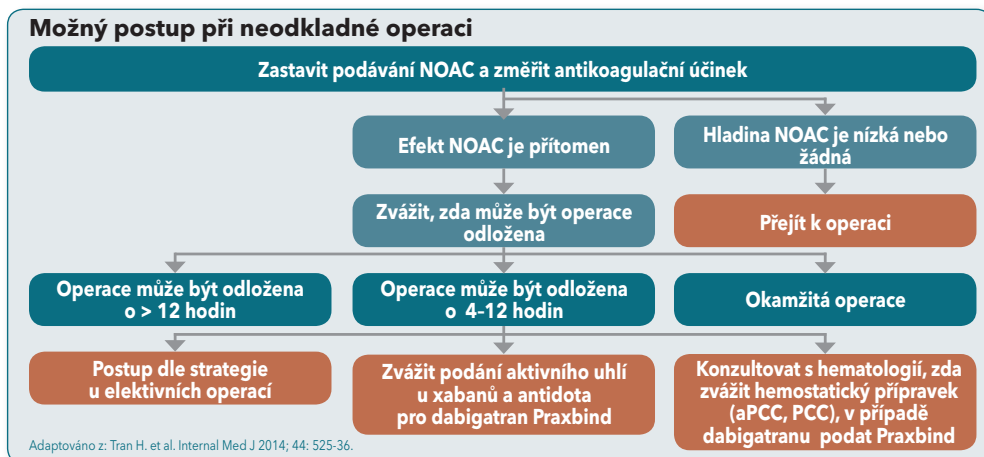 Možný postup při neodkladné operaci
Zastavit podávání NOAC a změřit antikoagulační účinek
Efekt NOAC je přítomen
Hladina NOAC je nízká nebo
žádná
Zvážit, zda může být operace
odložena
Přejít k operaci
Operace může být odložena
o > 12 hodin
Operace může být odložena
o 4–12 hodin
Okamžitá operace
Postup dle strategie
u elektivních operací
Zvážit podání aktivního uhlí
u xabanů a antidota
pro dabigatran Praxbind
Konzultovat s hematologií, zda
zvážit hemostatický přípravek
(aPCC, PCC), v případě
dabigatranu podat Praxbind
Adaptováno z: Tran H. et al. Internal Med J 2014; 44: 525-36.